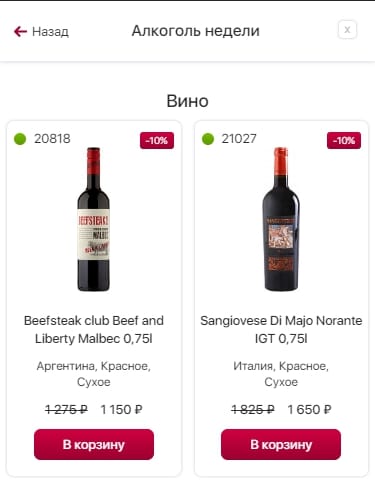 Назад
Алкоголь недели
x
Вино
20818
-10%
BEEFSTEAK
MALBEC
Beefsteak club Beef and
Liberty Malbec 0,75l
Аргентина, Красное,
Сухое
1 275 ₽ 1 150 ₽
В корзину
21027
-10%
Sangiovese Di Majo Norante
IGT 0,75l
Италия, Красное,
Сухое
1 825 ₽ 1 650 ₽
В корзину